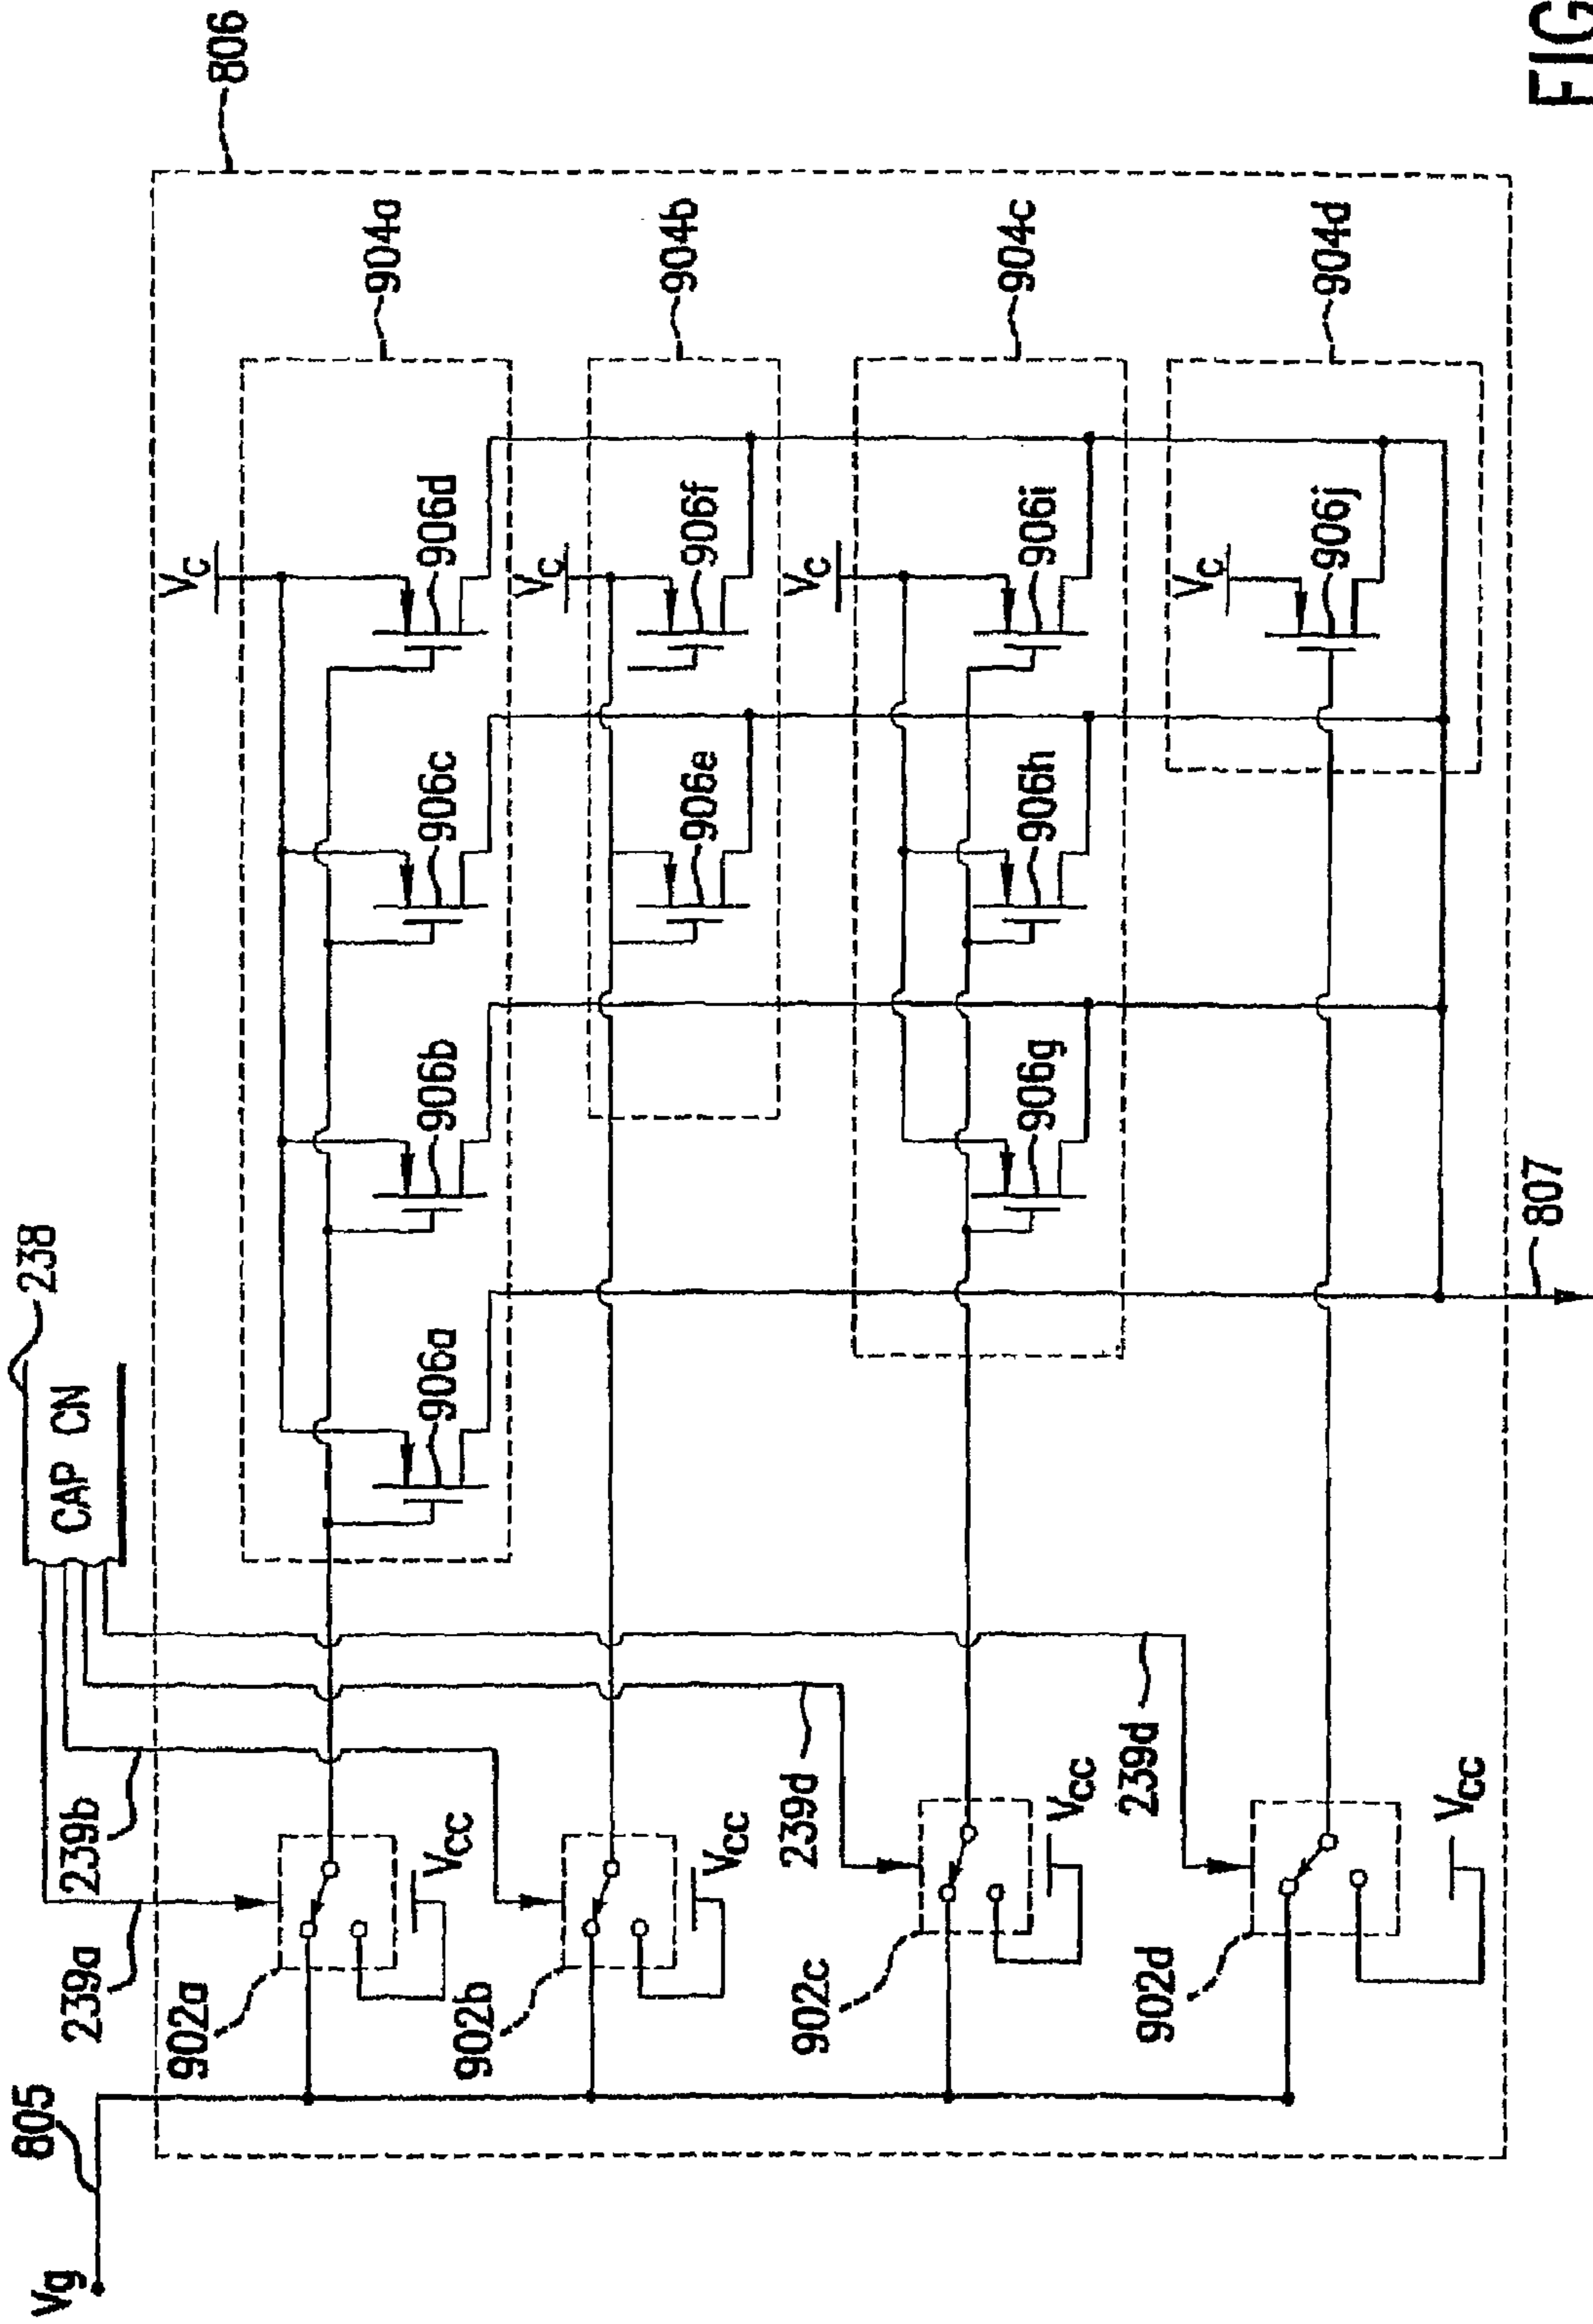 806
904a
904b
904c
904d
VC
VC
VC
VC
906d
906f
906i
906j
906c
906e
906h
906b
906g
906a
238
CAP CN
807
239a
239b
239d
239d
902a
902b
902c
902d
VCC
VCC
VCC
VCC
805
Vg
FIG